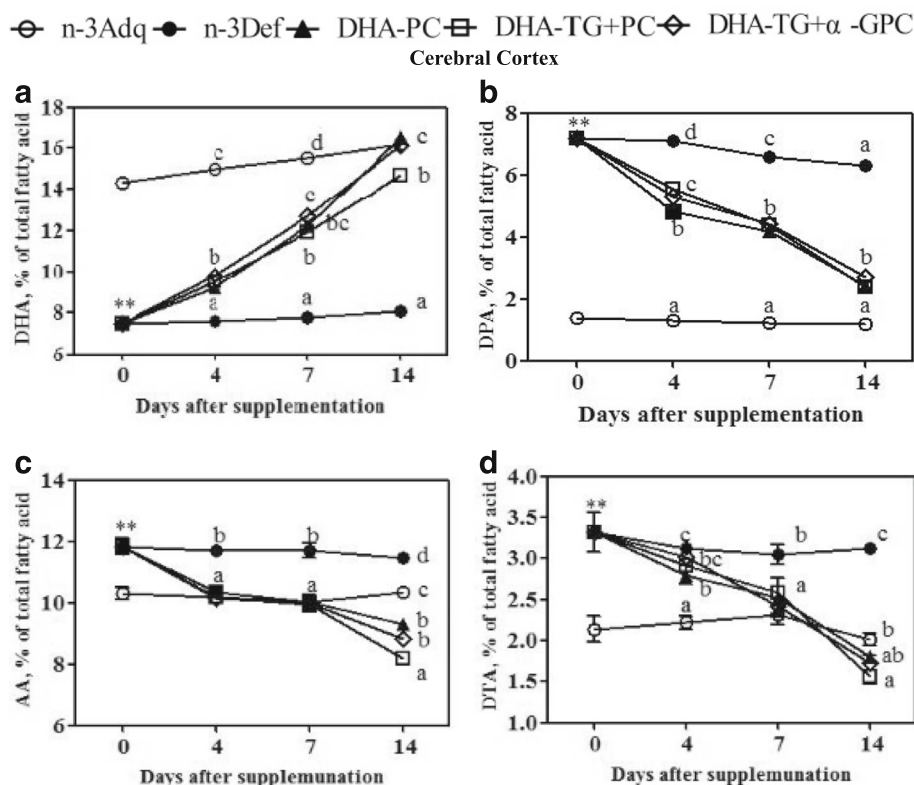 n-3Adq n-3Def DHA-PC DHA-TG+PC DHA-TG+α -GPC
Cerebral Cortex
a
DHA, % of total fatty acid
18
16
14
12
10
8
6
**
c
d
c
b
c
bc
b
b
a
a
a
0 4 7 14
Days after supplementation
b
DPA, % of total fatty acid
8
6
4
2
0
**
d
c
a
c
b
b
b
a
a
a
0 4 7 14
Days after supplementation
c
AA, % of total fatty acid
14
12
10
8
6
**
b
b
d
a
a
c
b
b
a
0 4 7 14
Days after supplemunation
d
DTA, % of total fatty acid
4.0
3.5
3.0
2.5
2.0
1.5
1.0
**
c
b
c
bc
b
a
a
b
ab
a
0 4 7 14
Days after supplemunation